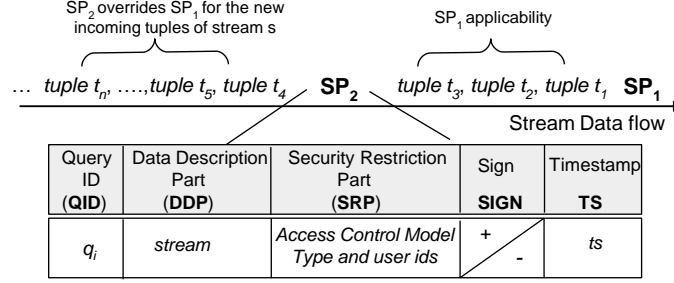 SP2 overrides SP1 for the new
incoming tuples of stream s
SP1 applicability
... tuple tn, ....,tuple t5, tuple t4 SP2 tuple t3, tuple t2, tuple t1 SP1
Stream Data flow
Query
ID
(QID)
Data Description
Part
(DDP)
Security Restriction
Part
(SRP)
Sign
SIGN
Timestamp
TS
qi
stream
Access Control Model
Type and user ids
+
-
ts